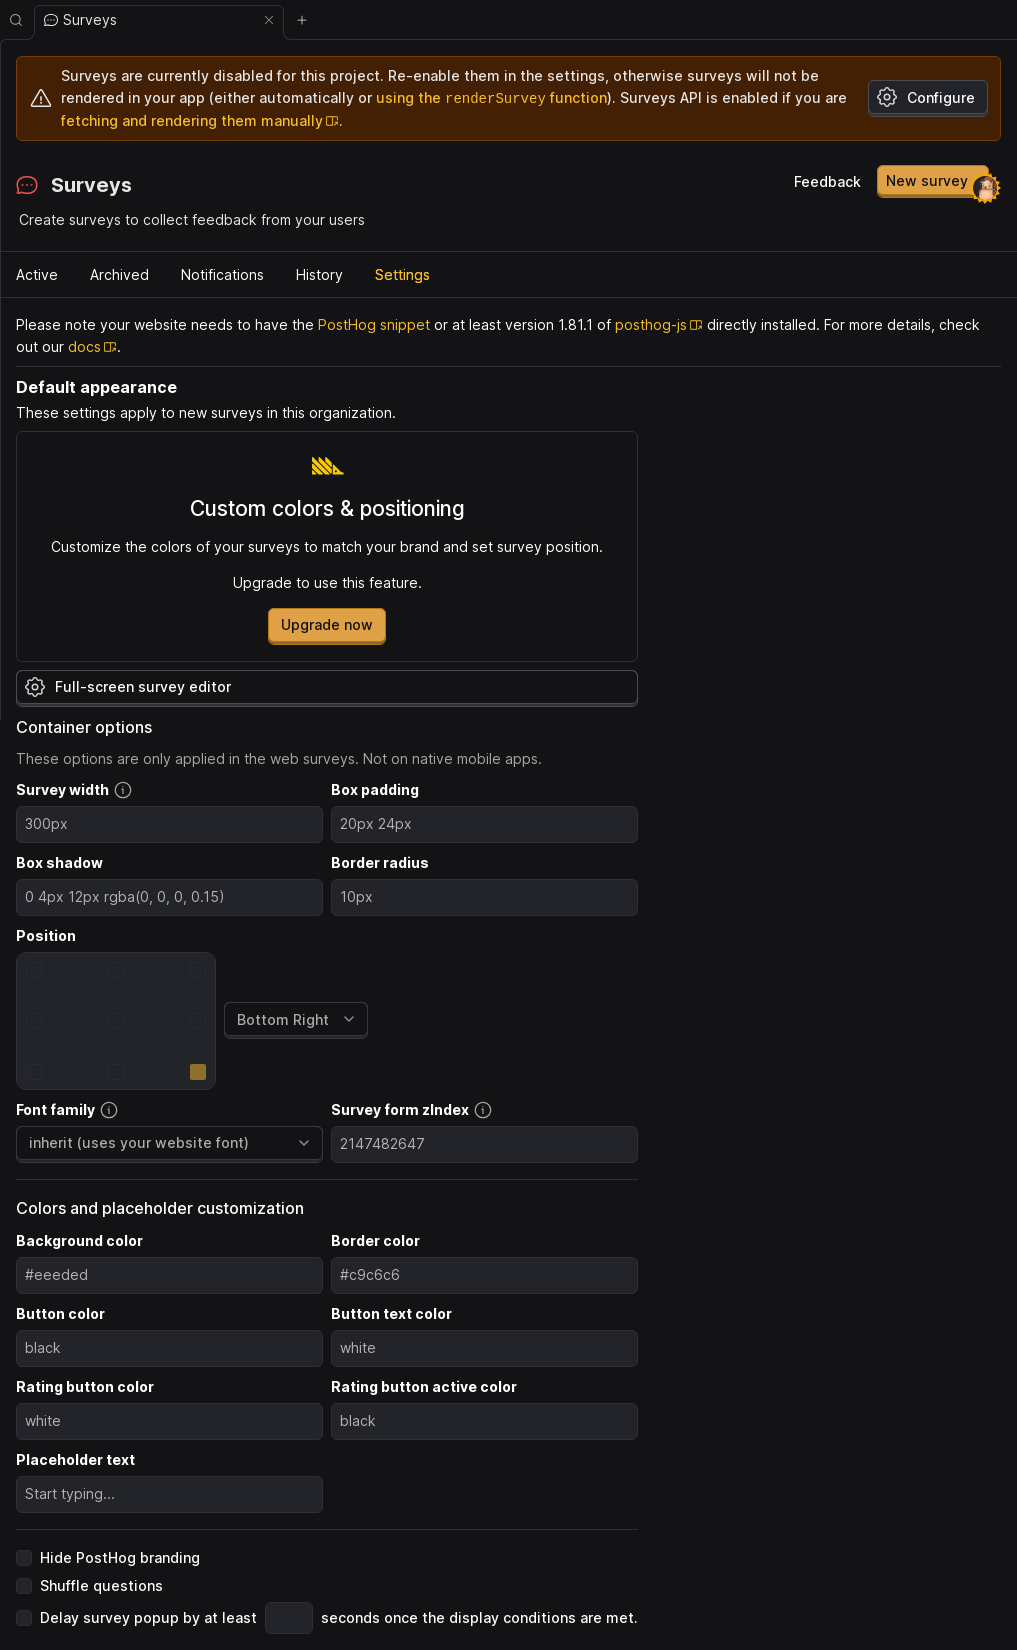 Surveys
Surveys are currently disabled for this project. Re-enable them in the settings, otherwise surveys will not be
rendered in your app (either automatically or using the renderSurvey function). Surveys API is enabled if you are
fetching and rendering them manually.
Configure
Surveys
Feedback
New survey
Create surveys to collect feedback from your users
Active
Archived
Notifications
History
Settings
Please note your website needs to have the PostHog snippet or at least version 1.81.1 of posthog-js directly installed. For more details, check
out our docs.
Default appearance
These settings apply to new surveys in this organization.
Custom colors & positioning
Customize the colors of your surveys to match your brand and set survey position.
Upgrade to use this feature.
Upgrade now
Full-screen survey editor
Container options
These options are only applied in the web surveys. Not on native mobile apps.
Survey width
Box padding
300px
20px 24px
Box shadow
Border radius
0 4px 12px rgba(0, 0, 0, 0.15)
10px
Position
Bottom Right
Font family
Survey form zIndex
inherit (uses your website font)
2147482647
Colors and placeholder customization
Background color
Border color
#eeeded
#c9c6c6
Button color
Button text color
black
white
Rating button color
Rating button active color
white
black
Placeholder text
Start typing...
Hide PostHog branding
Shuffle questions
Delay survey popup by at least seconds once the display conditions are met.